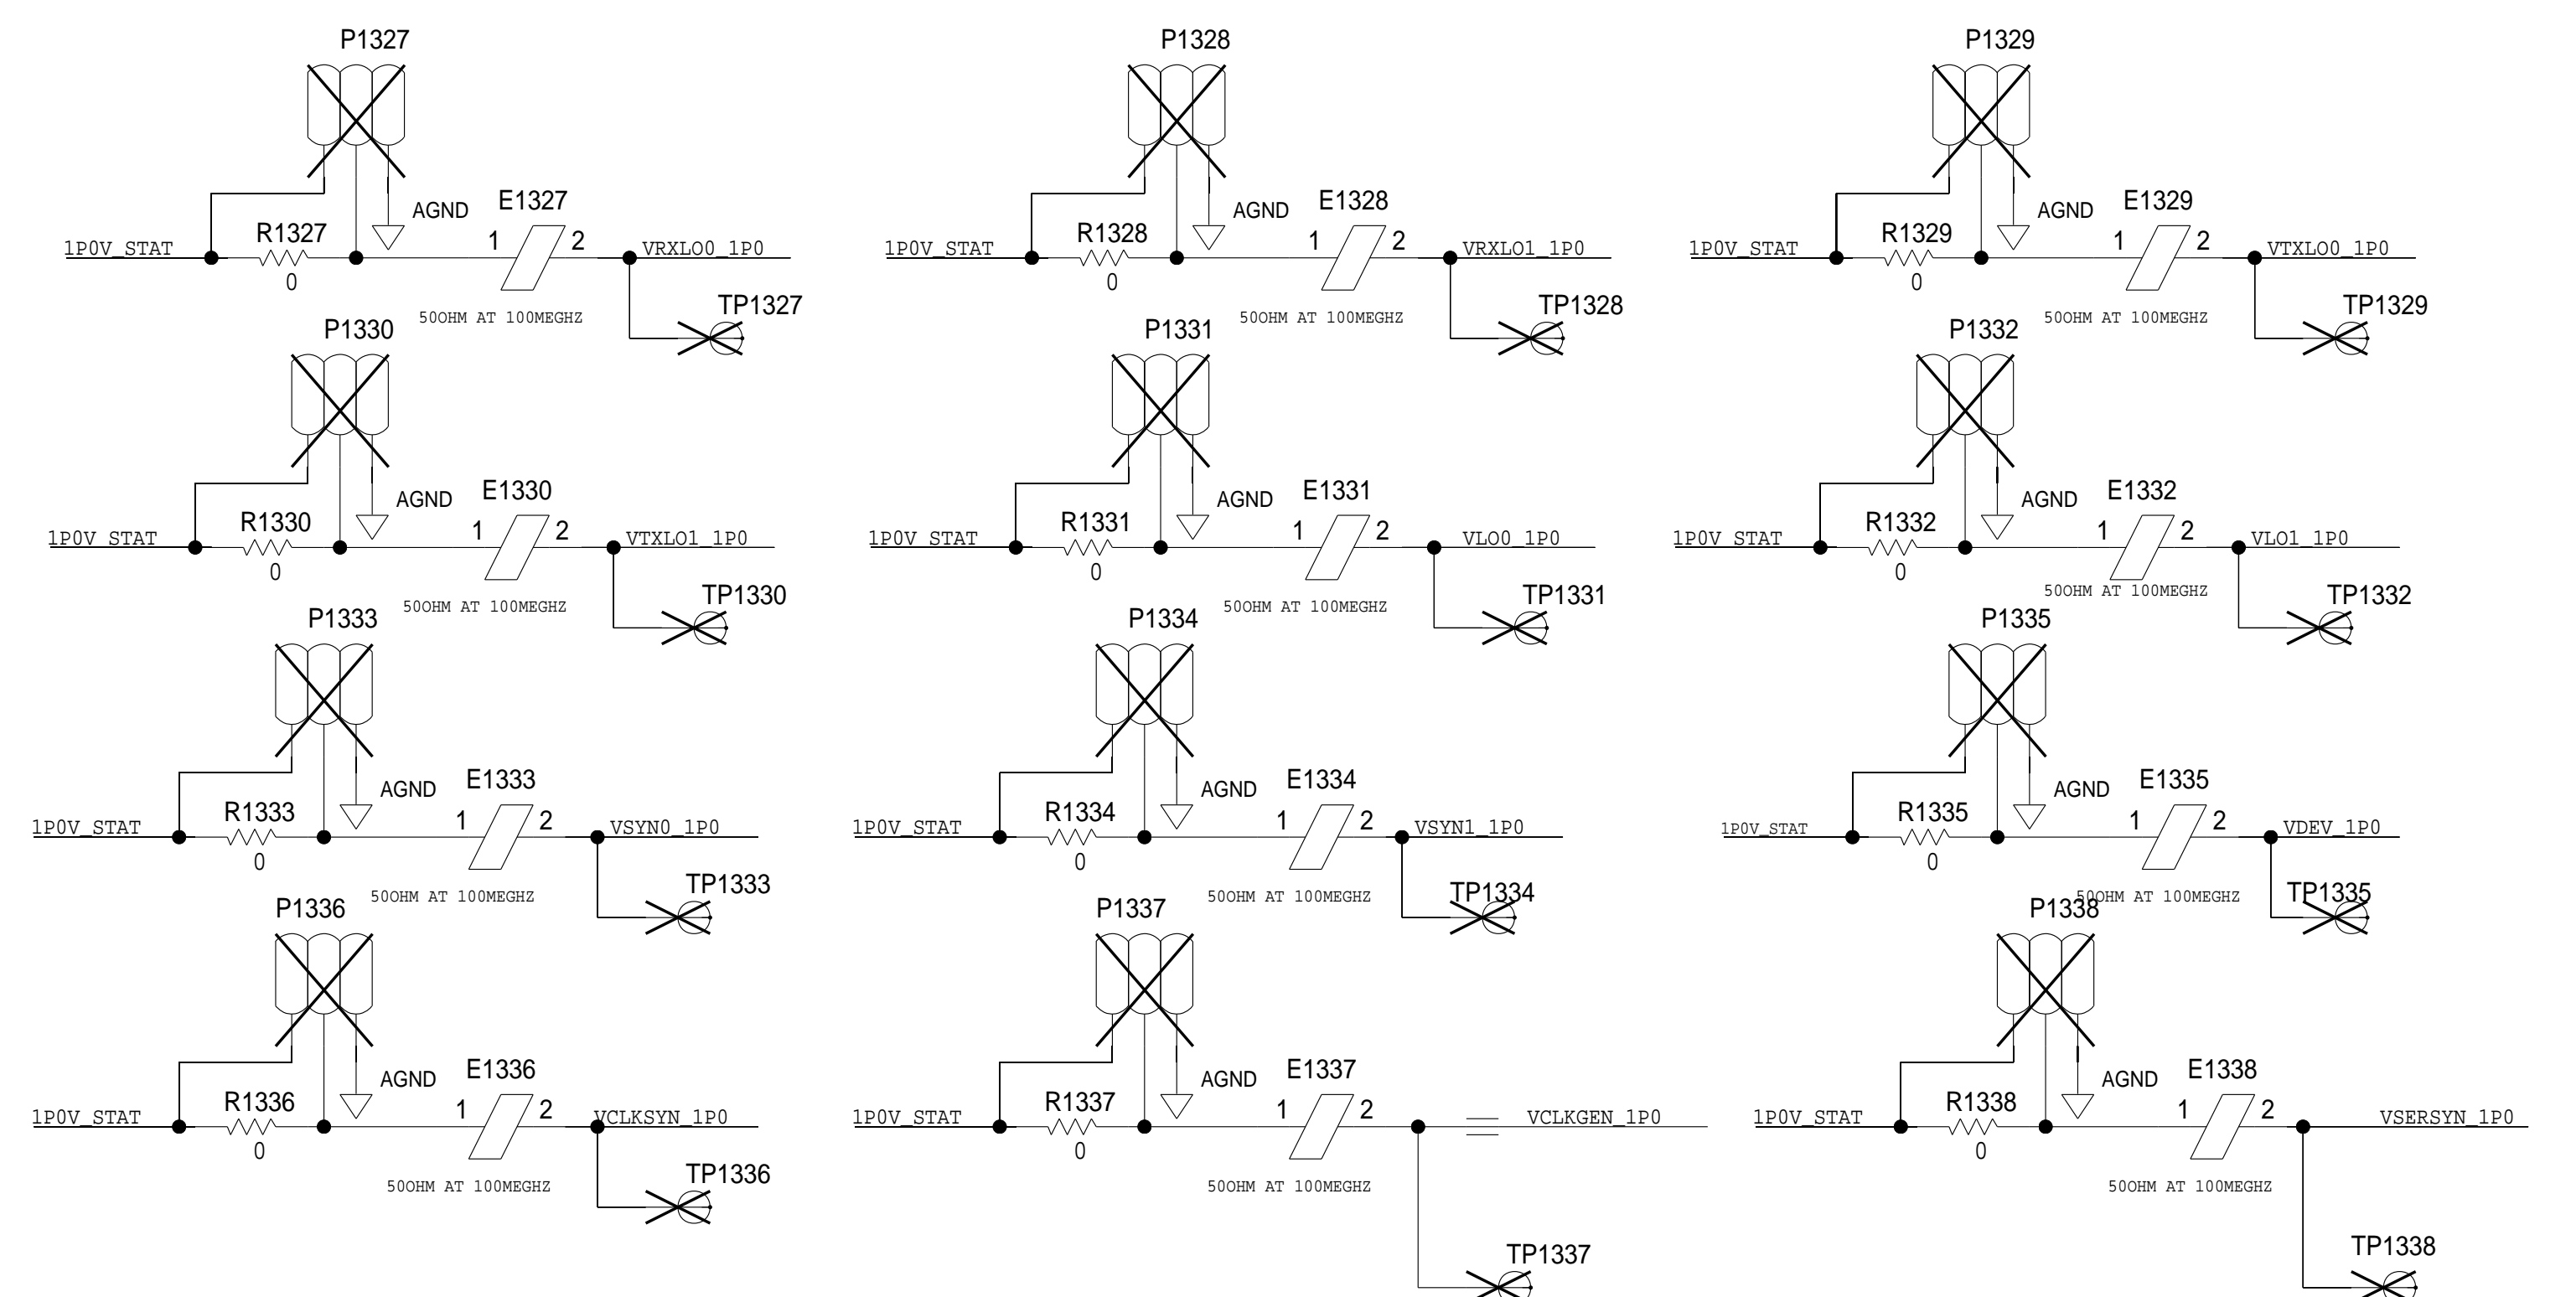 P1327
AGND
E1327
1P0V_STAT
R1327
0
1
2
VRXLO0_1P0
50OHM AT 100MEGHZ
TP1327
P1328
AGND
E1328
1P0V_STAT
R1328
0
1
2
VRXLO1_1P0
50OHM AT 100MEGHZ
TP1328
P1329
AGND
E1329
1P0V_STAT
R1329
0
1
2
VTXLO0_1P0
50OHM AT 100MEGHZ
TP1329
P1330
AGND
E1330
1P0V_STAT
R1330
0
1
2
VTXLO1_1P0
50OHM AT 100MEGHZ
TP1330
P1331
AGND
E1331
1P0V_STAT
R1331
0
1
2
VLO0_1P0
50OHM AT 100MEGHZ
TP1331
P1332
AGND
E1332
1P0V_STAT
R1332
0
1
2
VLO1_1P0
50OHM AT 100MEGHZ
TP1332
P1333
AGND
E1333
1P0V_STAT
R1333
0
1
2
VSYN0_1P0
50OHM AT 100MEGHZ
TP1333
P1334
AGND
E1334
1P0V_STAT
R1334
0
1
2
VSYN1_1P0
50OHM AT 100MEGHZ
TP1334
P1335
AGND
E1335
1P0V_STAT
R1335
0
1
2
VDEV_1P0
50OHM AT 100MEGHZ
TP1335
P1336
AGND
E1336
1P0V_STAT
R1336
0
1
2
VCLKSYN_1P0
50OHM AT 100MEGHZ
TP1336
P1337
AGND
E1337
1P0V_STAT
R1337
0
1
2
VCLKGEN_1P0
50OHM AT 100MEGHZ
TP1337
P1338
AGND
E1338
1P0V_STAT
R1338
0
1
2
VSERSYN_1P0
50OHM AT 100MEGHZ
TP1338